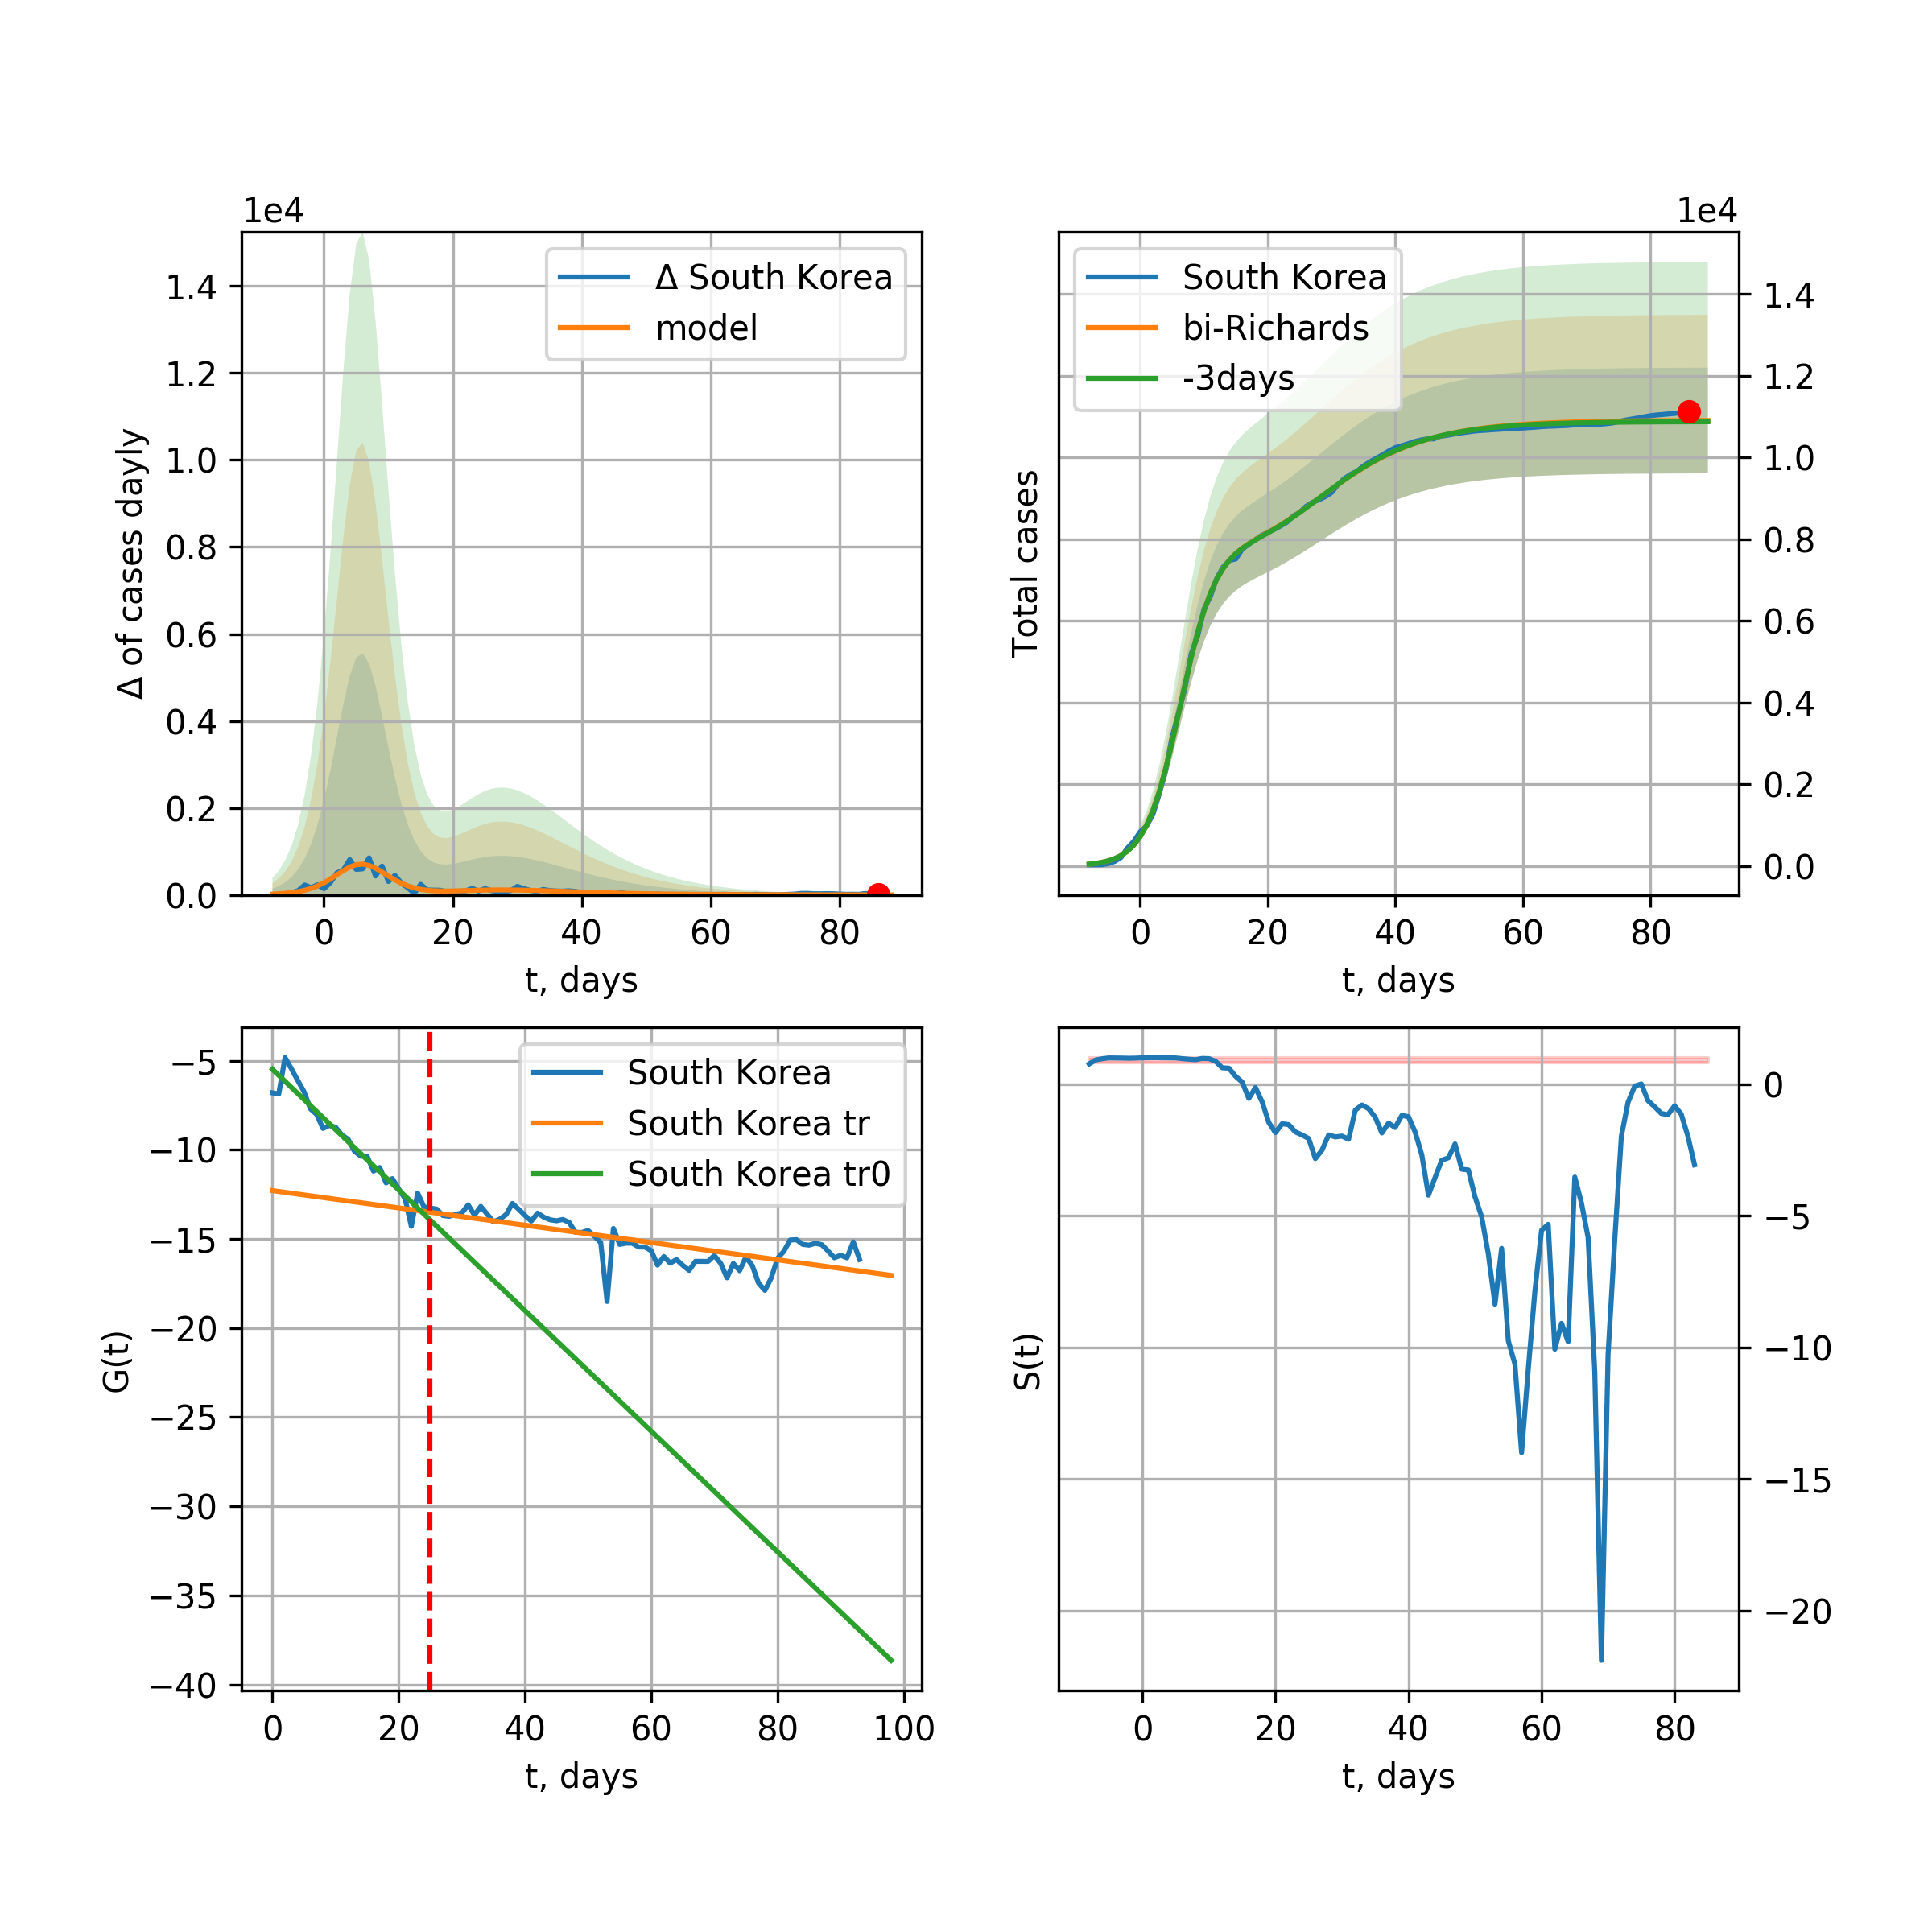 1e4
Δ of cases dayly
1.4
1.2
1.0
0.8
0.6
0.4
0.2
0.0
Δ South Korea
model
0 20 40 60 80
t, days
1e4
Total cases
South Korea
bi-Richards
-3days
1.4
1.2
1.0
0.8
0.6
0.4
0.2
0.0
0 20 40 60 80
t, days
G(t)
−5
−10
−15
−20
−25
−30
−35
−40
South Korea
South Korea tr
South Korea tr0
0 20 40 60 80 100
t, days
S(t)
0
−5
−10
−15
−20
0 20 40 60 80
t, days